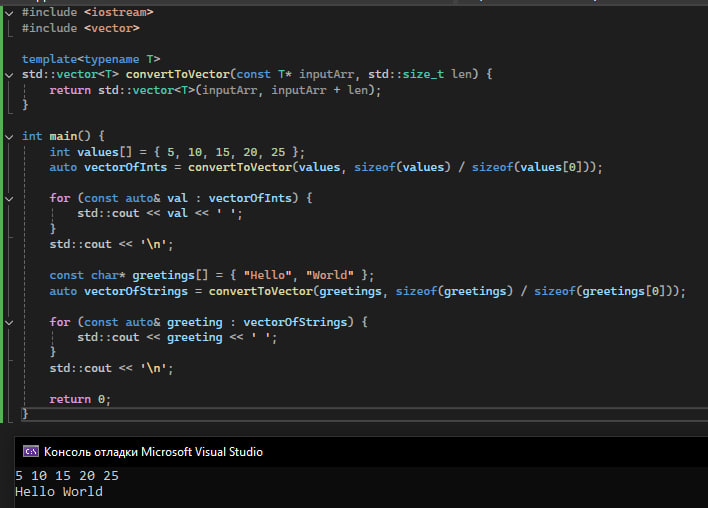 #include <iostream>
#include <vector>
template<typename T>
std::vector<T> convertToVector(const T* inputArr, std::size_t len) {
    return std::vector<T>(inputArr, inputArr + len);
}
int main() {
    int values[] = { 5, 10, 15, 20, 25 };
    auto vectorOfInts = convertToVector(values, sizeof(values) / sizeof(values[0]));
    for (const auto& val : vectorOfInts) {
        std::cout << val << ' ';
    }
    std::cout << '\n';
    const char* greetings[] = { "Hello", "World" };
    auto vectorOfStrings = convertToVector(greetings, sizeof(greetings) / sizeof(greetings[0]));
    for (const auto& greeting : vectorOfStrings) {
        std::cout << greeting << ' ';
    }
    std::cout << '\n';
    return 0;
}
Консоль отладки Microsoft Visual Studio
5 10 15 20 25
Hello World